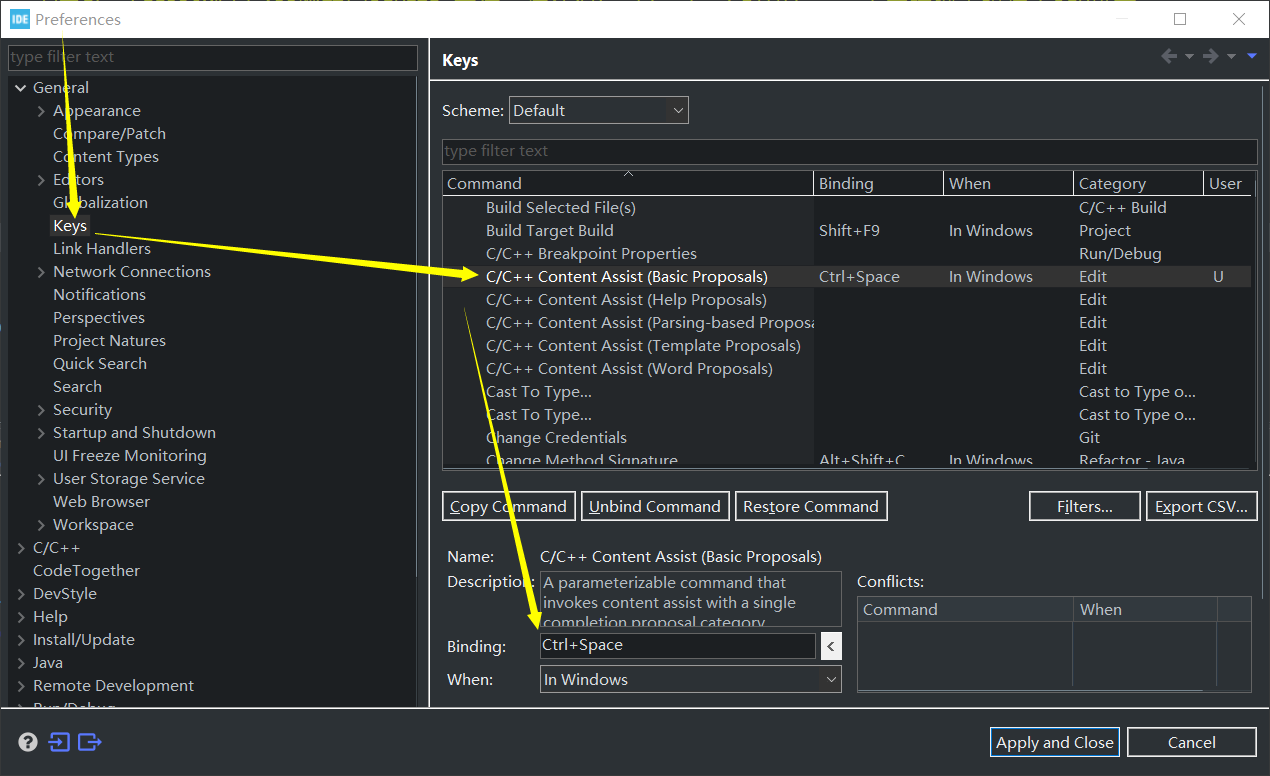 IDE Preferences
type filter text
General
Appearance
Compare/Patch
Content Types
Editors
Globalization
Keys
Link Handlers
Network Connections
Notifications
Perspectives
Project Natures
Quick Search
Search
Security
Startup and Shutdown
UI Freeze Monitoring
User Storage Service
Web Browser
Workspace
C/C++
CodeTogether
DevStyle
Help
Install/Update
Java
Remote Development
Run/Debug
Keys
Scheme: Default
type filter text
Command Binding When Category User
Build Selected File(s) C/C++ Build
Build Target Build Shift+F9 In Windows Project
C/C++ Breakpoint Properties Run/Debug
C/C++ Content Assist (Basic Proposals) Ctrl+Space In Windows Edit U
C/C++ Content Assist (Help Proposals) Edit
C/C++ Content Assist (Parsing-based Proposa Edit
C/C++ Content Assist (Template Proposals) Edit
C/C++ Content Assist (Word Proposals) Edit
Cast To Type... Cast to Type o...
Cast To Type... Cast to Type o...
Change Credentials Git
Change Method Signature Alt+Shift+C In Windows Refactor - Java
Copy Command Unbind Command Restore Command Filters... Export CSV...
Name: C/C++ Content Assist (Basic Proposals)
Description: A parameterizable command that
invokes content assist with a single
completion proposal category
Binding: Ctrl+Space <
When: In Windows
Conflicts:
Command When
? Apply and Close Cancel